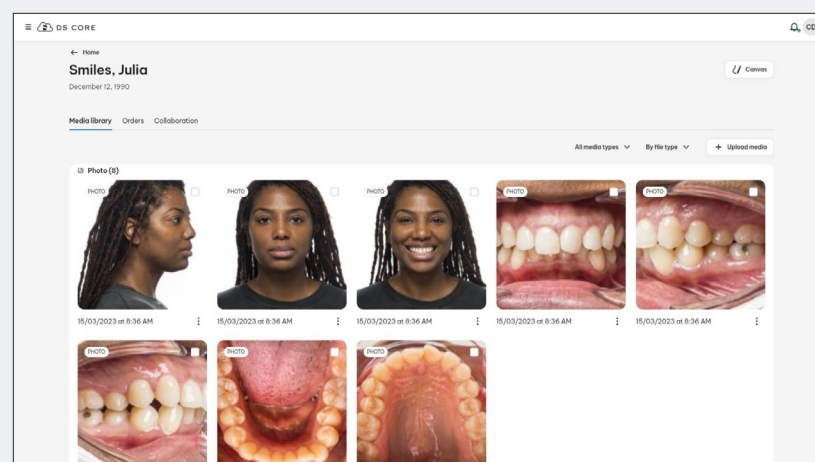 DS CORE
CD
← Home
Smiles, Julia
Canvas
December 12, 1990
Media library Orders Collaboration
All media types By file type + Upload media
Photo (8)
PHOTO PHOTO PHOTO PHOTO PHOTO
15/03/2023 at 8:36 AM 15/03/2023 at 8:36 AM 15/03/2023 at 8:36 AM 15/03/2023 at 8:36 AM 15/03/2023 at 8:36 AM
PHOTO PHOTO PHOTO